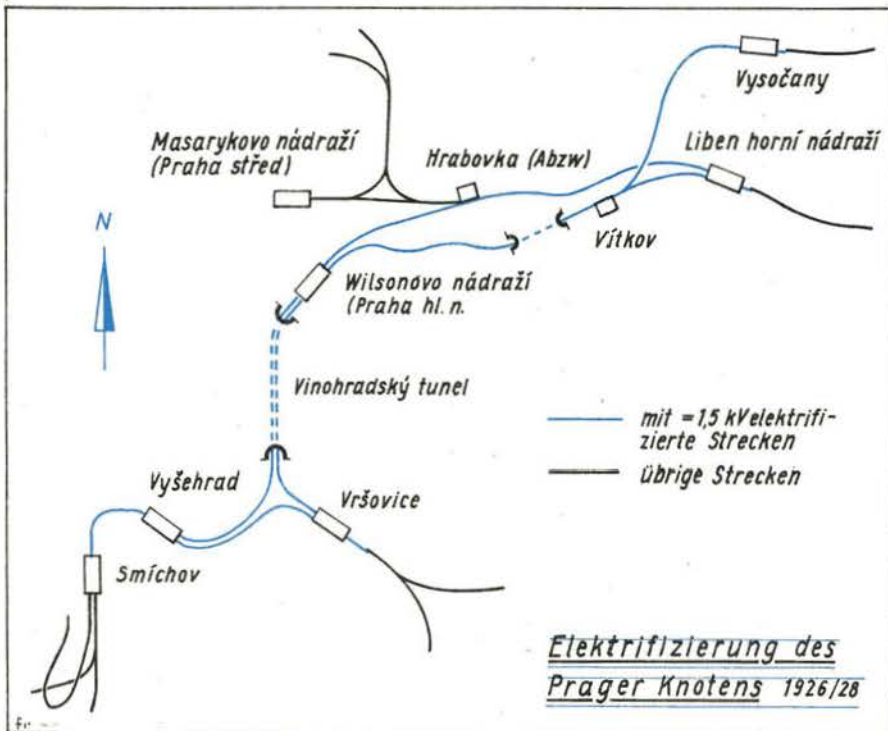 Vysočany
Masarykovo nádraží
(Praha střed)
Hrabovka (Abzw)
Liben horní nádraží
N
Vítkov
Wilsonovo nádraží
(Praha hl. n.
Vinohradský tunel
mit = 1,5 kV elektrifi-
zierte Strecken
übrige Strecken
Vyšehrad
Vršovice
Smíchov
Elektrifizierung des
Prager Knotens 1926/28